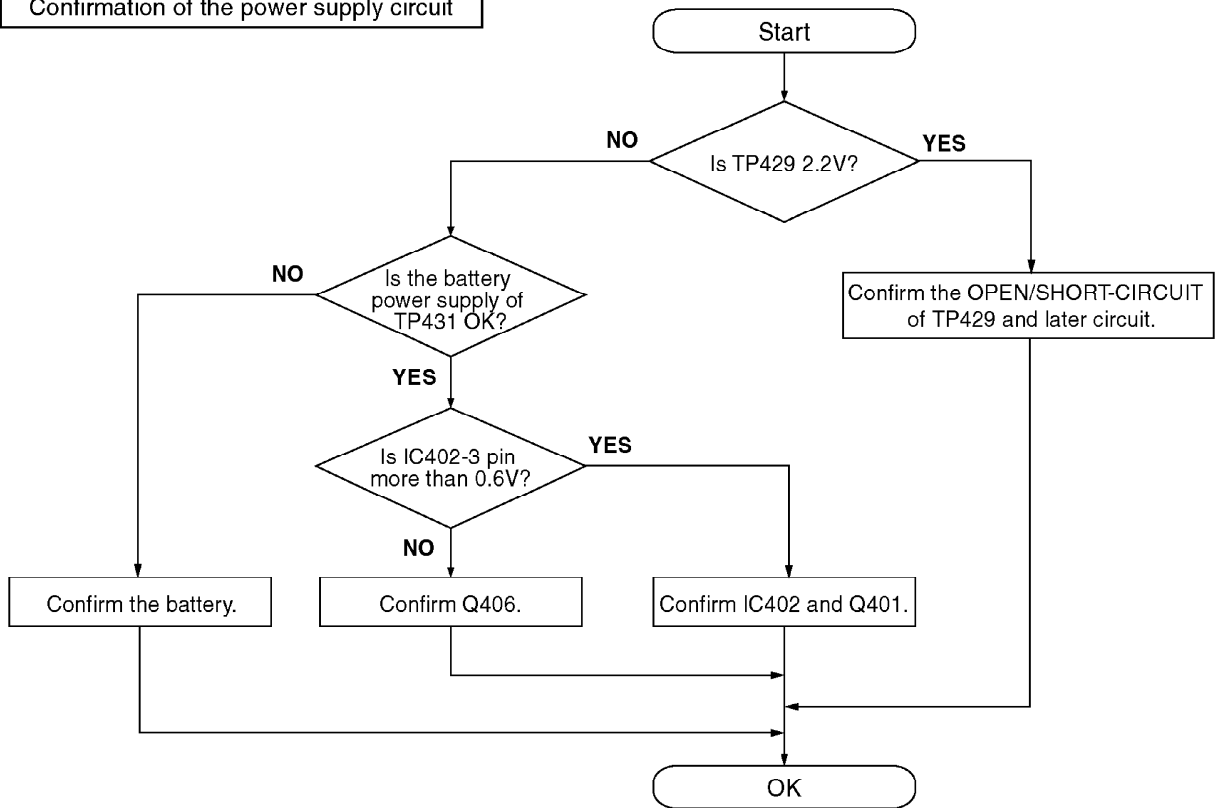 Confirmation of the power supply circuit
Start
NO
YES
Is TP429 2.2V?
NO
Is the battery
power supply of
TP431 OK?
Confirm the OPEN/SHORT-CIRCUIT
of TP429 and later circuit.
YES
YES
Is IC402-3 pin
more than 0.6V?
NO
Confirm the battery.
Confirm Q406.
Confirm IC402 and Q401.
OK